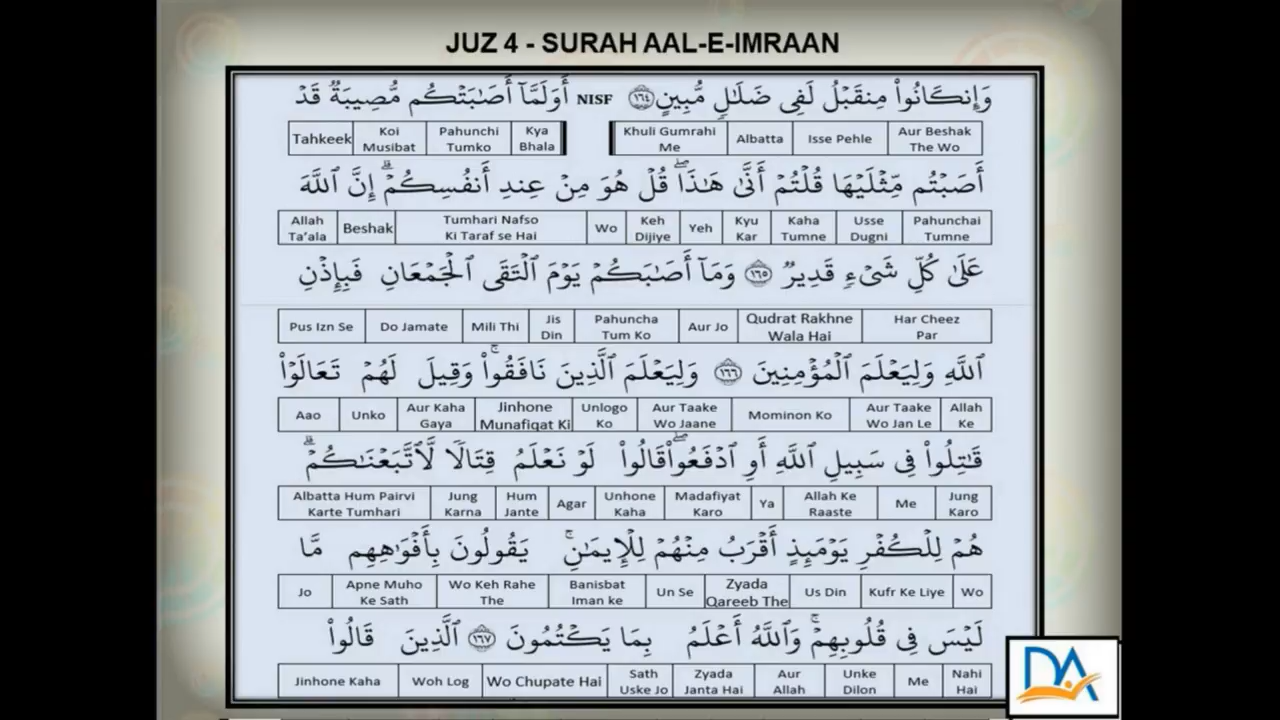 JUZ 4 - SURAH AAL-E-IMRAAN
وَإِن كَانُوا۟ مِن قَبْلُ لَفِى ضَلَـٰلٍ مُّبِينٍ ١٦٤ NISF أَوَلَمَّآ أَصَـٰبَتْكُم مُّصِيبَةٌ قَدْ
Tahkeek Koi Musibat Pahunchi Tumko Kya Bhala Khuli Gumrahi Me Albatta Isse Pehle Aur Beshak The Wo
أَصَبْتُم مِّثْلَيْهَا قُلْتُمْ أَنَّىٰ هَـٰذَا ۖ قُلْ هُوَ مِنْ عِندِ أَنفُسِكُمْ ۗ إِنَّ ٱللَّهَ
Allah Ta'ala Beshak Tumhari Nafso Ki Taraf se Hai Wo Keh Dijiye Yeh Kyu Kar Kaha Tumne Usse Dugni Pahunchai Tumne
عَلَىٰ كُلِّ شَىْءٍ قَدِيرٌ ١٦٥ وَمَآ أَصَـٰبَكُمْ يَوْمَ ٱلْتَقَى ٱلْجَمْعَانِ فَبِإِذْنِ
Pus Izn Se Do Jamate Mili Thi Jis Din Pahuncha Tum Ko Aur Jo Qudrat Rakhne Wala Hai Har Cheez Par
ٱللَّهِ وَلِيَعْلَمَ ٱلْمُؤْمِنِينَ ١٦٦ وَلِيَعْلَمَ ٱلَّذِينَ نَافَقُوا۟ ۚ وَقِيلَ لَهُمْ تَعَالَوْا۟
Aao Unko Aur Kaha Gaya Jinhone Munafiqat Ki Unlogo Ko Aur Taake Wo Jaane Mominon Ko Aur Taake Wo Jan Le Allah Ke
قَـٰتِلُوا۟ فِى سَبِيلِ ٱللَّهِ أَوِ ٱدْفَعُوا۟ ۖ قَالُوا۟ لَوْ نَعْلَمُ قِتَالًا لَّٱتَّبَعْنَـٰكُمْ ۗ
Albatta Hum Pairvi Karte Tumhari Jung Karna Hum Jante Agar Unhone Kaha Madafiyat Karo Ya Allah Ke Raaste Me Jung Karo
هُمْ لِلْكُفْرِ يَوْمَئِذٍ أَقْرَبُ مِنْهُمْ لِلْإِيمَـٰنِ ۚ يَقُولُونَ بِأَفْوَٰهِهِم مَّا
Jo Apne Muho Ke Sath Wo Keh Rahe The Banisbat Iman ke Un Se Zyada Qareeb The Us Din Kufr Ke Liye Wo
لَيْسَ فِى قُلُوبِهِمْ ۗ وَٱللَّهُ أَعْلَمُ بِمَا يَكْتُمُونَ ١٦٧ ٱلَّذِينَ قَالُوا۟
Jinhone Kaha Woh Log Wo Chupate Hai Sath Uske Jo Zyada Janta Hai Aur Allah Unke Dilon Me Nahi Hai
DA